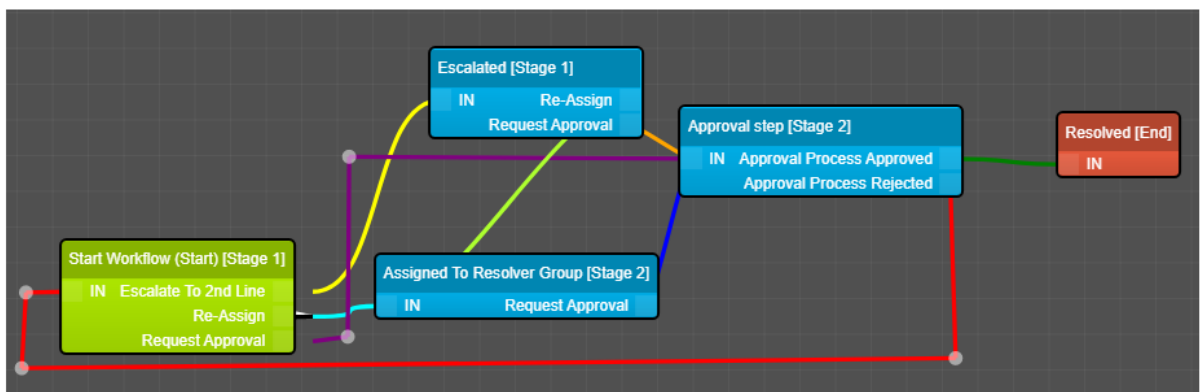 Escalated [Stage 1]
IN Re-Assign
Request Approval
Approval step [Stage 2]
IN Approval Process Approved
Approval Process Rejected
Resolved [End]
IN
Start Workflow (Start) [Stage 1]
IN Escalate To 2nd Line
Re-Assign
Request Approval
Assigned To Resolver Group [Stage 2]
IN Request Approval